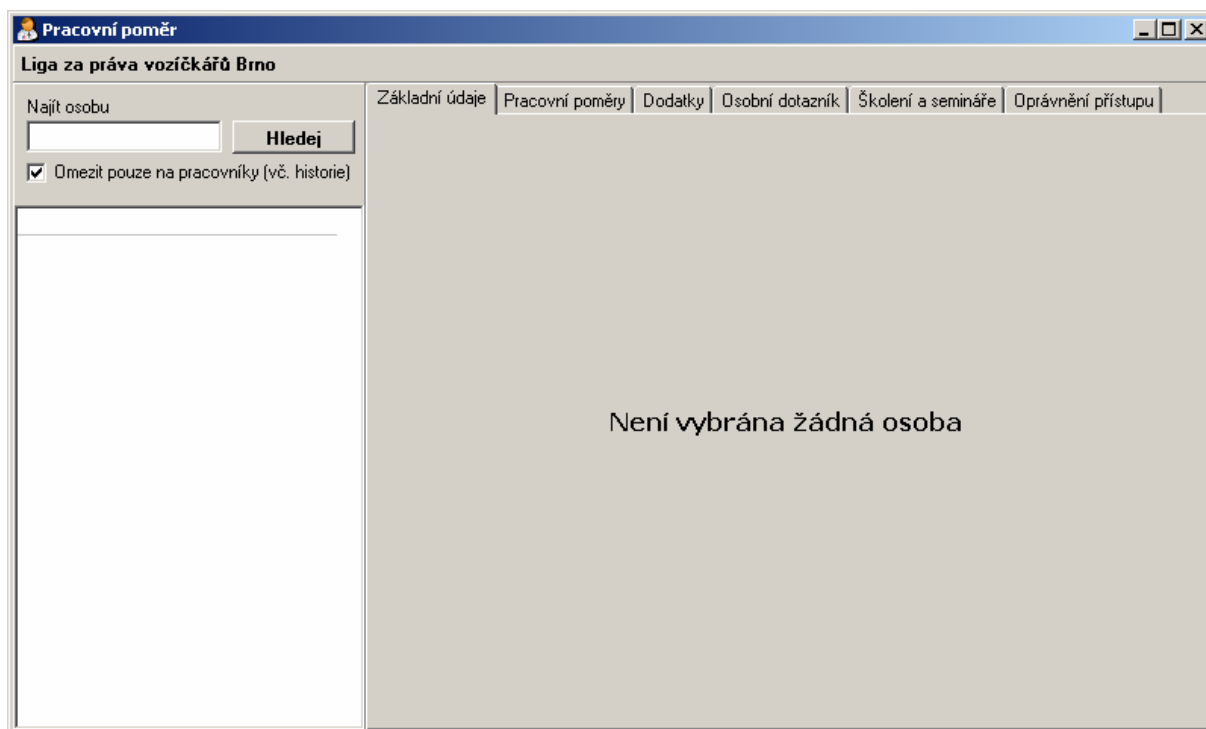 Pracovní poměr
Liga za práva vozíčkářů Brno
Najít osobu
Hledej
Omezit pouze na pracovníky (vč. historie)
Základní údaje Pracovní poměry Dodatky Osobní dotazník Školení a semináře Oprávnění přístupu
Není vybrána žádná osoba